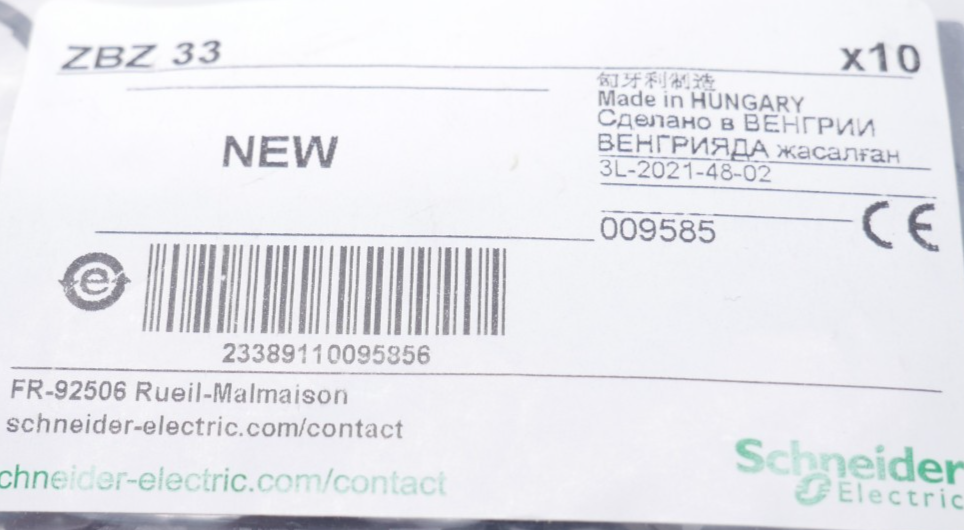 ZBZ 33
x10
匈牙利制造
Made in HUNGARY
Сделано в ВЕНГРИИ
ВЕНГРИЯДА жасалған
3L-2021-48-02
NEW
009585
CE
e
23389110095856
FR-92506 Rueil-Malmaison
schneider-electric.com/contact
chneider-electric.com/contact
Schneider
Electric